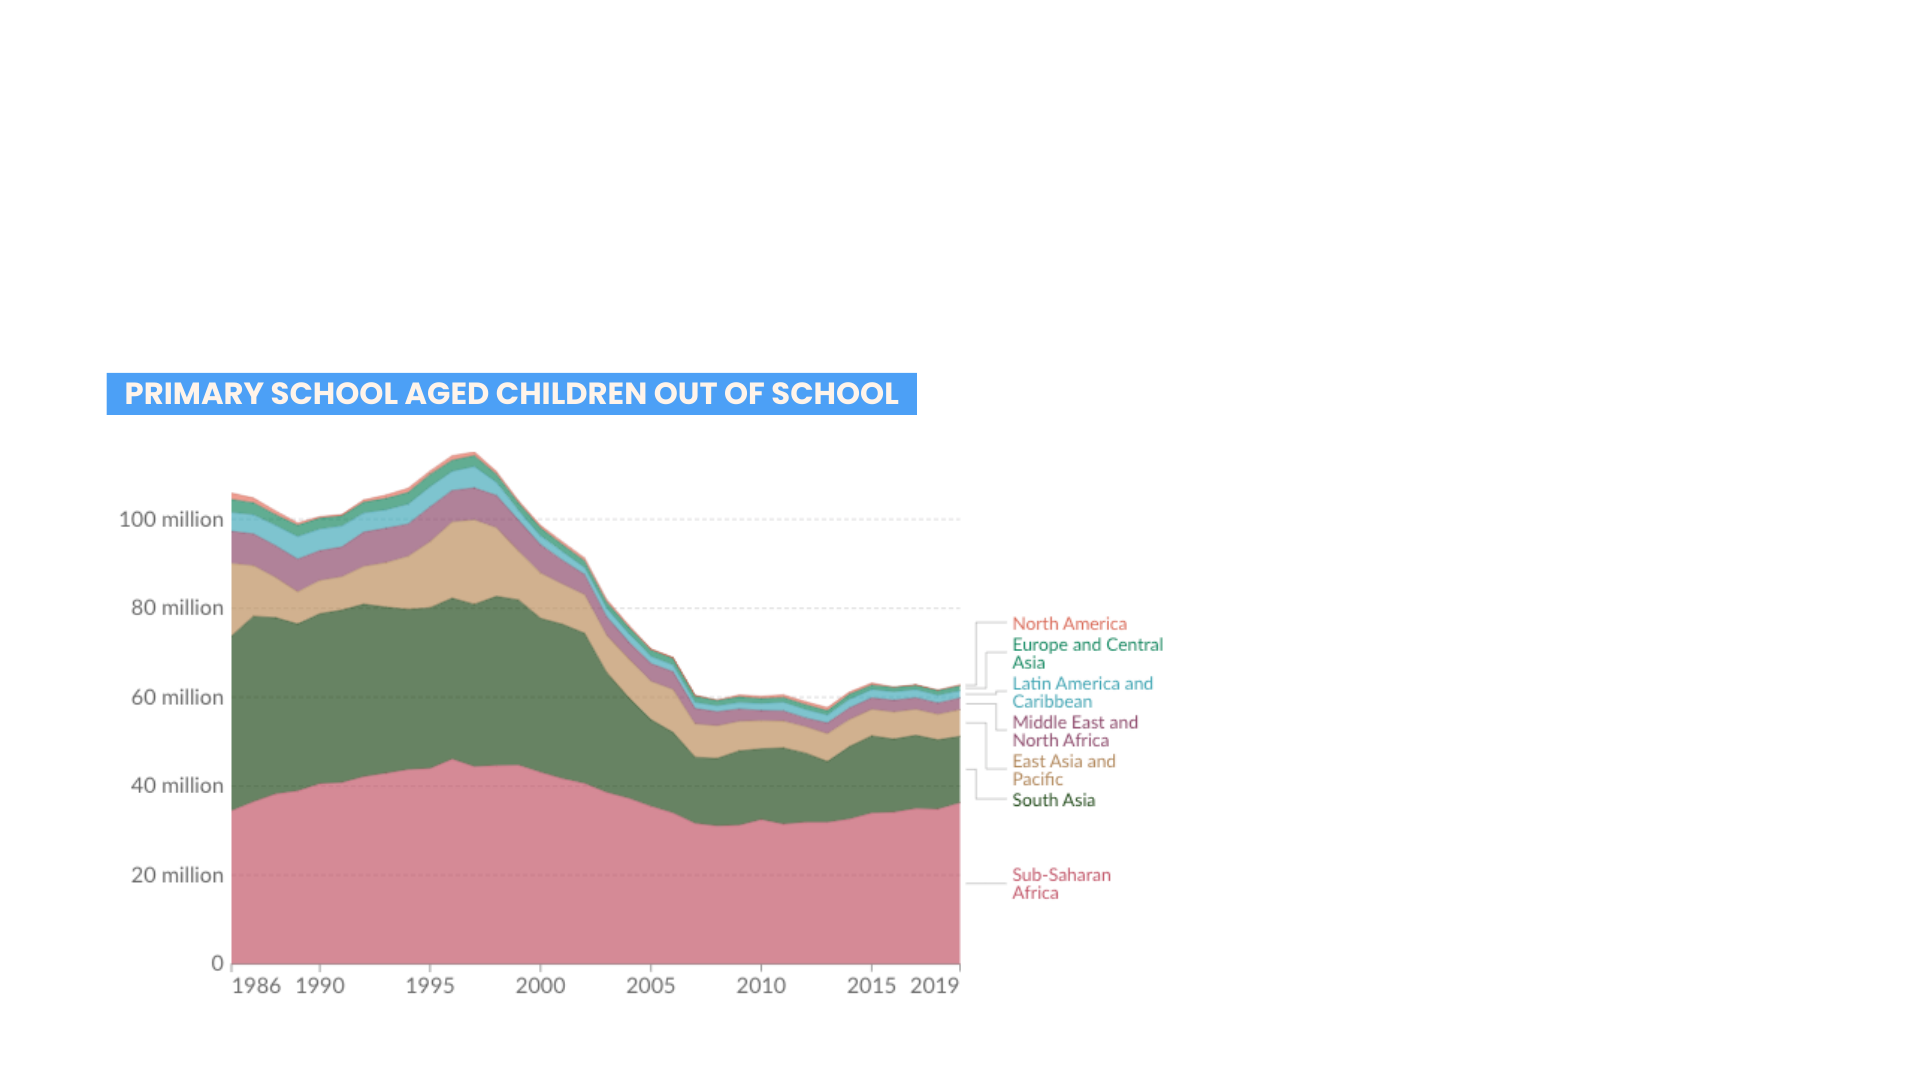 PRIMARY SCHOOL AGED CHILDREN OUT OF SCHOOL
100 million
80 million
60 million
40 million
20 million
0
1986 1990 1995 2000 2005 2010 2015 2019
North America
Europe and Central
Asia
Latin America and
Caribbean
Middle East and
North Africa
East Asia and
Pacific
South Asia
Sub-Saharan
Africa